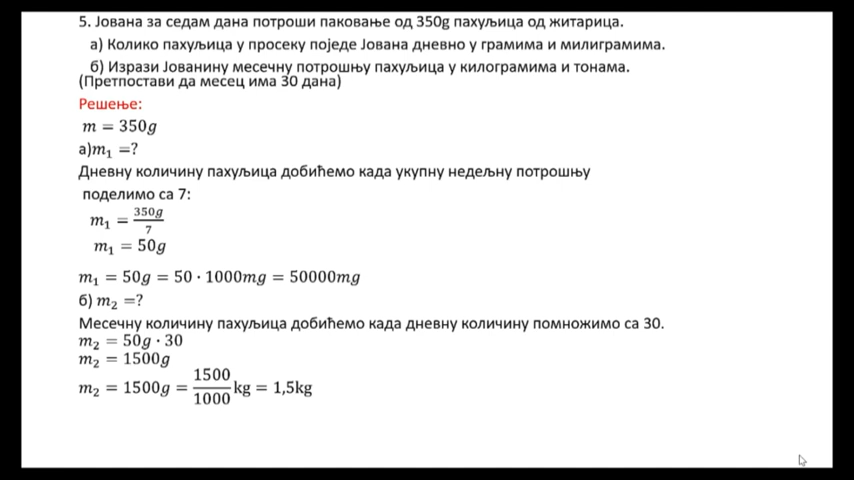 5. Јована за седам дана потроши паковање од 350g пахуљица од житарица.
а) Колико пахуљица у просеку поједе Јована дневно у грамима и милиграмима.
б) Изрази Јованину месечну потрошњу пахуљица у килограмима и тонама.
(Претпостави да месец има 30 дана)
Решење:
m = 350g
а)m₁ =?
Дневну количину пахуљица добићемо када укупну недељну потрошњу
поделимо са 7:
m₁ = 350g/7
m₁ = 50g
m₁ = 50g = 50 · 1000mg = 50000mg
б) m₂ =?
Месечну количину пахуљица добићемо када дневну количину помножимо са 30.
m₂ = 50g · 30
m₂ = 1500g
m₂ = 1500g = 1500/1000 kg = 1,5kg